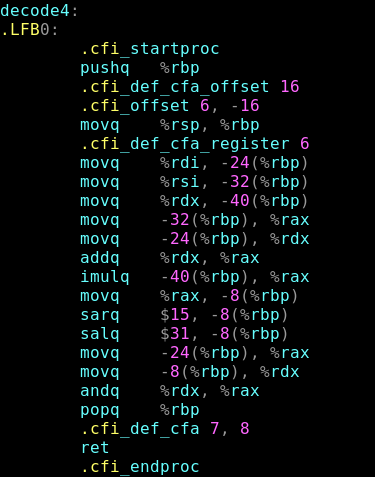 decode4:
.LFB0:
.cfi_startproc
pushq %rbp
.cfi_def_cfa_offset 16
.cfi_offset 6, -16
movq %rsp, %rbp
.cfi_def_cfa_register 6
movq %rdi, -24(%rbp)
movq %rsi, -32(%rbp)
movq %rdx, -40(%rbp)
movq -32(%rbp), %rax
movq -24(%rbp), %rdx
addq %rdx, %rax
imulq -40(%rbp), %rax
movq %rax, -8(%rbp)
sarq $15, -8(%rbp)
salq $31, -8(%rbp)
movq -24(%rbp), %rax
movq -8(%rbp), %rdx
andq %rdx, %rax
popq %rbp
.cfi_def_cfa 7, 8
ret
.cfi_endproc